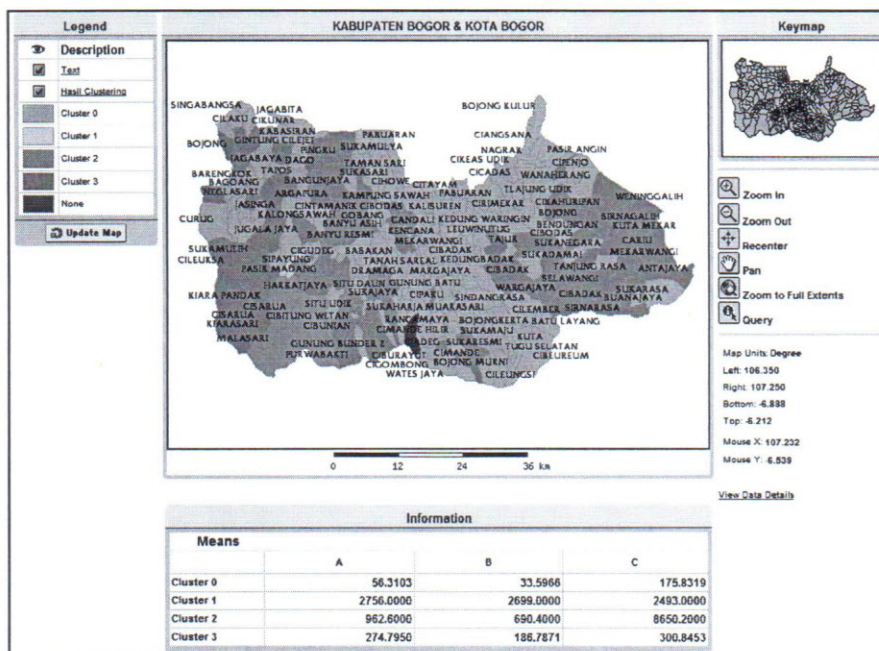 Legend
Description
Text
Hasil Clustering
Cluster 0
Cluster 1
Cluster 2
Cluster 3
None
Update Map
KABUPATEN BOGOR & KOTA BOGOR
SINGABANGSA
JAGABITA
BOJONG KULUR
CILAKU CIKUNAR
KABASIRAN
PABUARAN
CIANGSANA
BOJONG
GINTUNG CILEJET
PINGKU SUKAMULYA
NAGRAK
PASIR ANGIN
JAGABAYA DAGO
TAMAN SARI
CIKEAS UDIK
CIPENJO
BARENGKOK
TAPOS
SUKASARI
CICADAS
WANAHERANG
BAGOANG
BANGUNJAYA
CIHOWE
CITAYAM
TLAJUNG UDIK
NEGLASARI
ARGAPURA
KAMPUNG SAWAH
PABUARAN
CIKAHURIPAN
WENINGGALIH
JASINGA
CINTAMANIK CIBODAS KALISUREN
CIRIMEKAR
BOJONG
CURUG
KALONGSAWAH
GOBANG
CANDALI
KEDUNG WARINGIN
BIRNAGALIH
JUGALA JAYA
BANYU ASIH
KENCANA
LEUWINUTUG
BENDUNGAN
KUTA MEKAR
BANYU RESMI
MEKARWANGI
TAJUR
CIBODAS
CARIU
SUKAMULIH
CIGUDEG
BABAKAN
CIBADAK
SUKANEGARA
MEKARWANGI
CILEUKSA
SIPAYUNG
TANAH SAREAL
KEDUNGBADAK
SUKADAMAI
PASIR MADANG
DRAMAGA
MARGAJAYA
CIBADAK
TANJUNG RASA
ANTAJAYA
HARKATJAYA
SITU DAUN
GUNUNG BATU
SELAWANGI
KIARA PANDAK
SUKAJAYA
CIPAKU
WARGAJAYA
SUKARASA
SITU UDIK
SINDANGRASA
CIBADAK
BUANAJAYA
CISARUA
SUKAHARJA MUARASARI
CILEMBER
SIRNARASA
CISARUA
CIBITUNG WETAN
RANCAMAYA
BOJONGKERTA
BATU LAYANG
KIARASARI
CIBUNIAN
CIMANDE HILIR
SUKAMAJU
MALASARI
CIADEG SUKARESMI
KUTA
GUNUNG BUNDER 2
CIMANDE
TUGU SELATAN
PURWABAKTI
CIBURAYUT
BOJONG MURNI
CIBEUREUM
CIGOMBONG
WATES JAYA
CILEUNGSI
0 12 24 36 km
Keymap
Zoom In
Zoom Out
Recenter
Pan
Zoom to Full Extents
Query
Map Units: Degree
Left: 106.350
Right: 107.250
Bottom: -6.888
Top: -6.212
Mouse X: 107.232
Mouse Y: -6.539
View Data Details
Information
Means
A B C
Cluster 0 56.3103 33.5966 175.8319
Cluster 1 2756.0000 2699.0000 2493.0000
Cluster 2 962.6000 690.4000 8650.2000
Cluster 3 274.7950 186.7871 300.8453